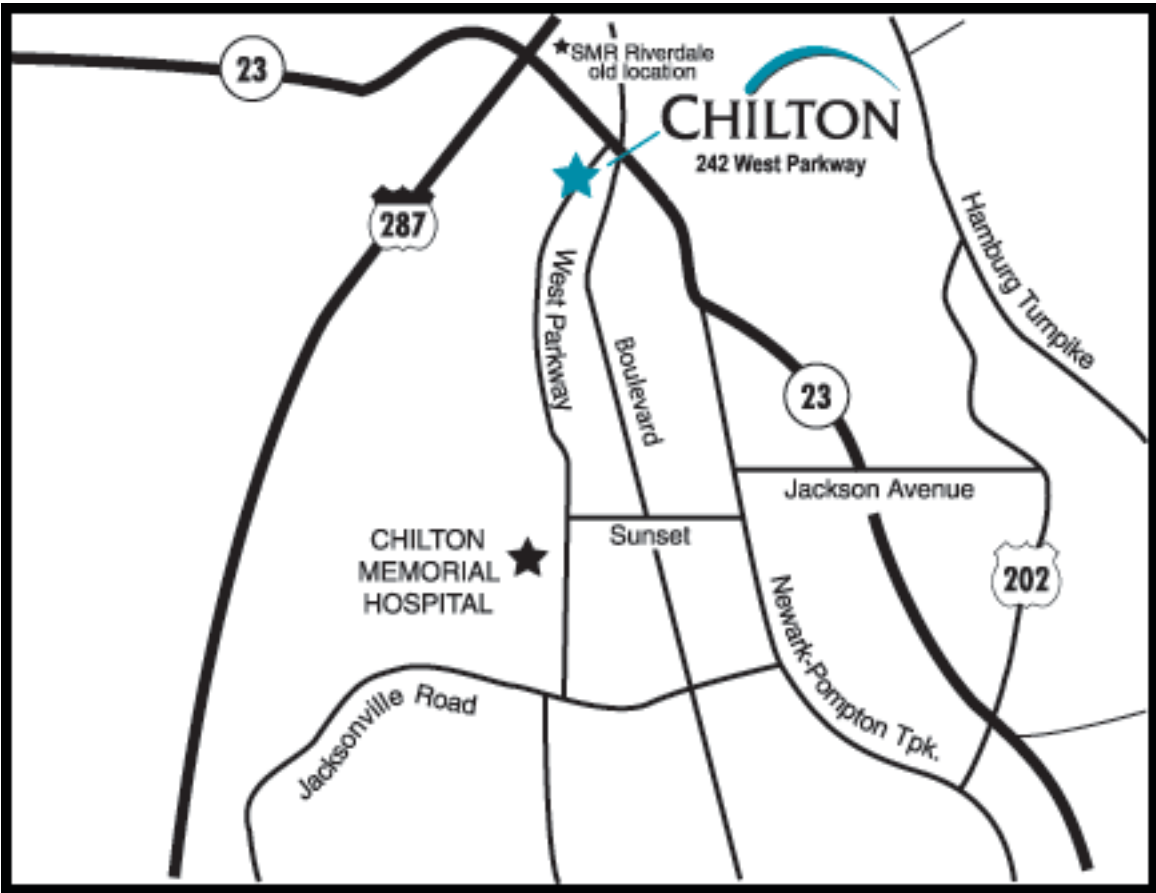 SMR Riverdale
old location
23
CHILTON
242 West Parkway
287
Hamburg Turnpike
West Parkway
Boulevard
23
Jackson Avenue
Sunset
CHILTON
MEMORIAL
HOSPITAL
202
Newark-Pompton Tpk.
Jacksonville Road